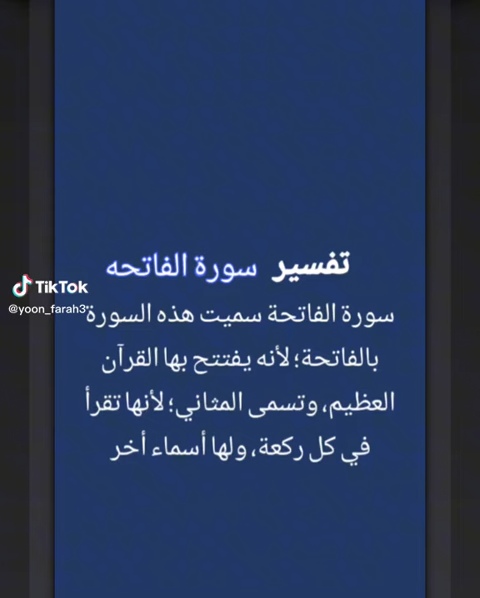 تفسير سورة الفاتحه
TikTok
@yoon_farah3
سورة الفاتحة سميت هذه السورة
بالفاتحة؛ لأنه يفتتح بها القرآن
العظيم، وتسمى المثاني؛ لأنها تقرأ
في كل ركعة، ولها أسماء أخر